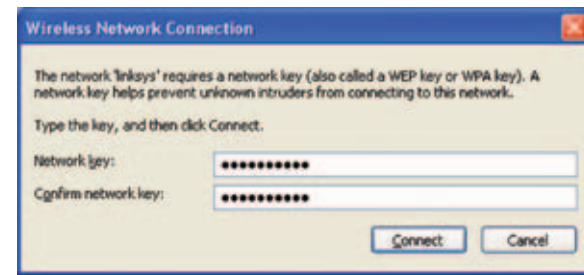 Wireless Network Connection
The network 'linksys' requires a network key (also called a WEP key or WPA key). A
network key helps prevent unknown intruders from connecting to this network.
Type the key, and then click Connect.
Network key: ••••••••••
Confirm network key: ••••••••••
Connect Cancel